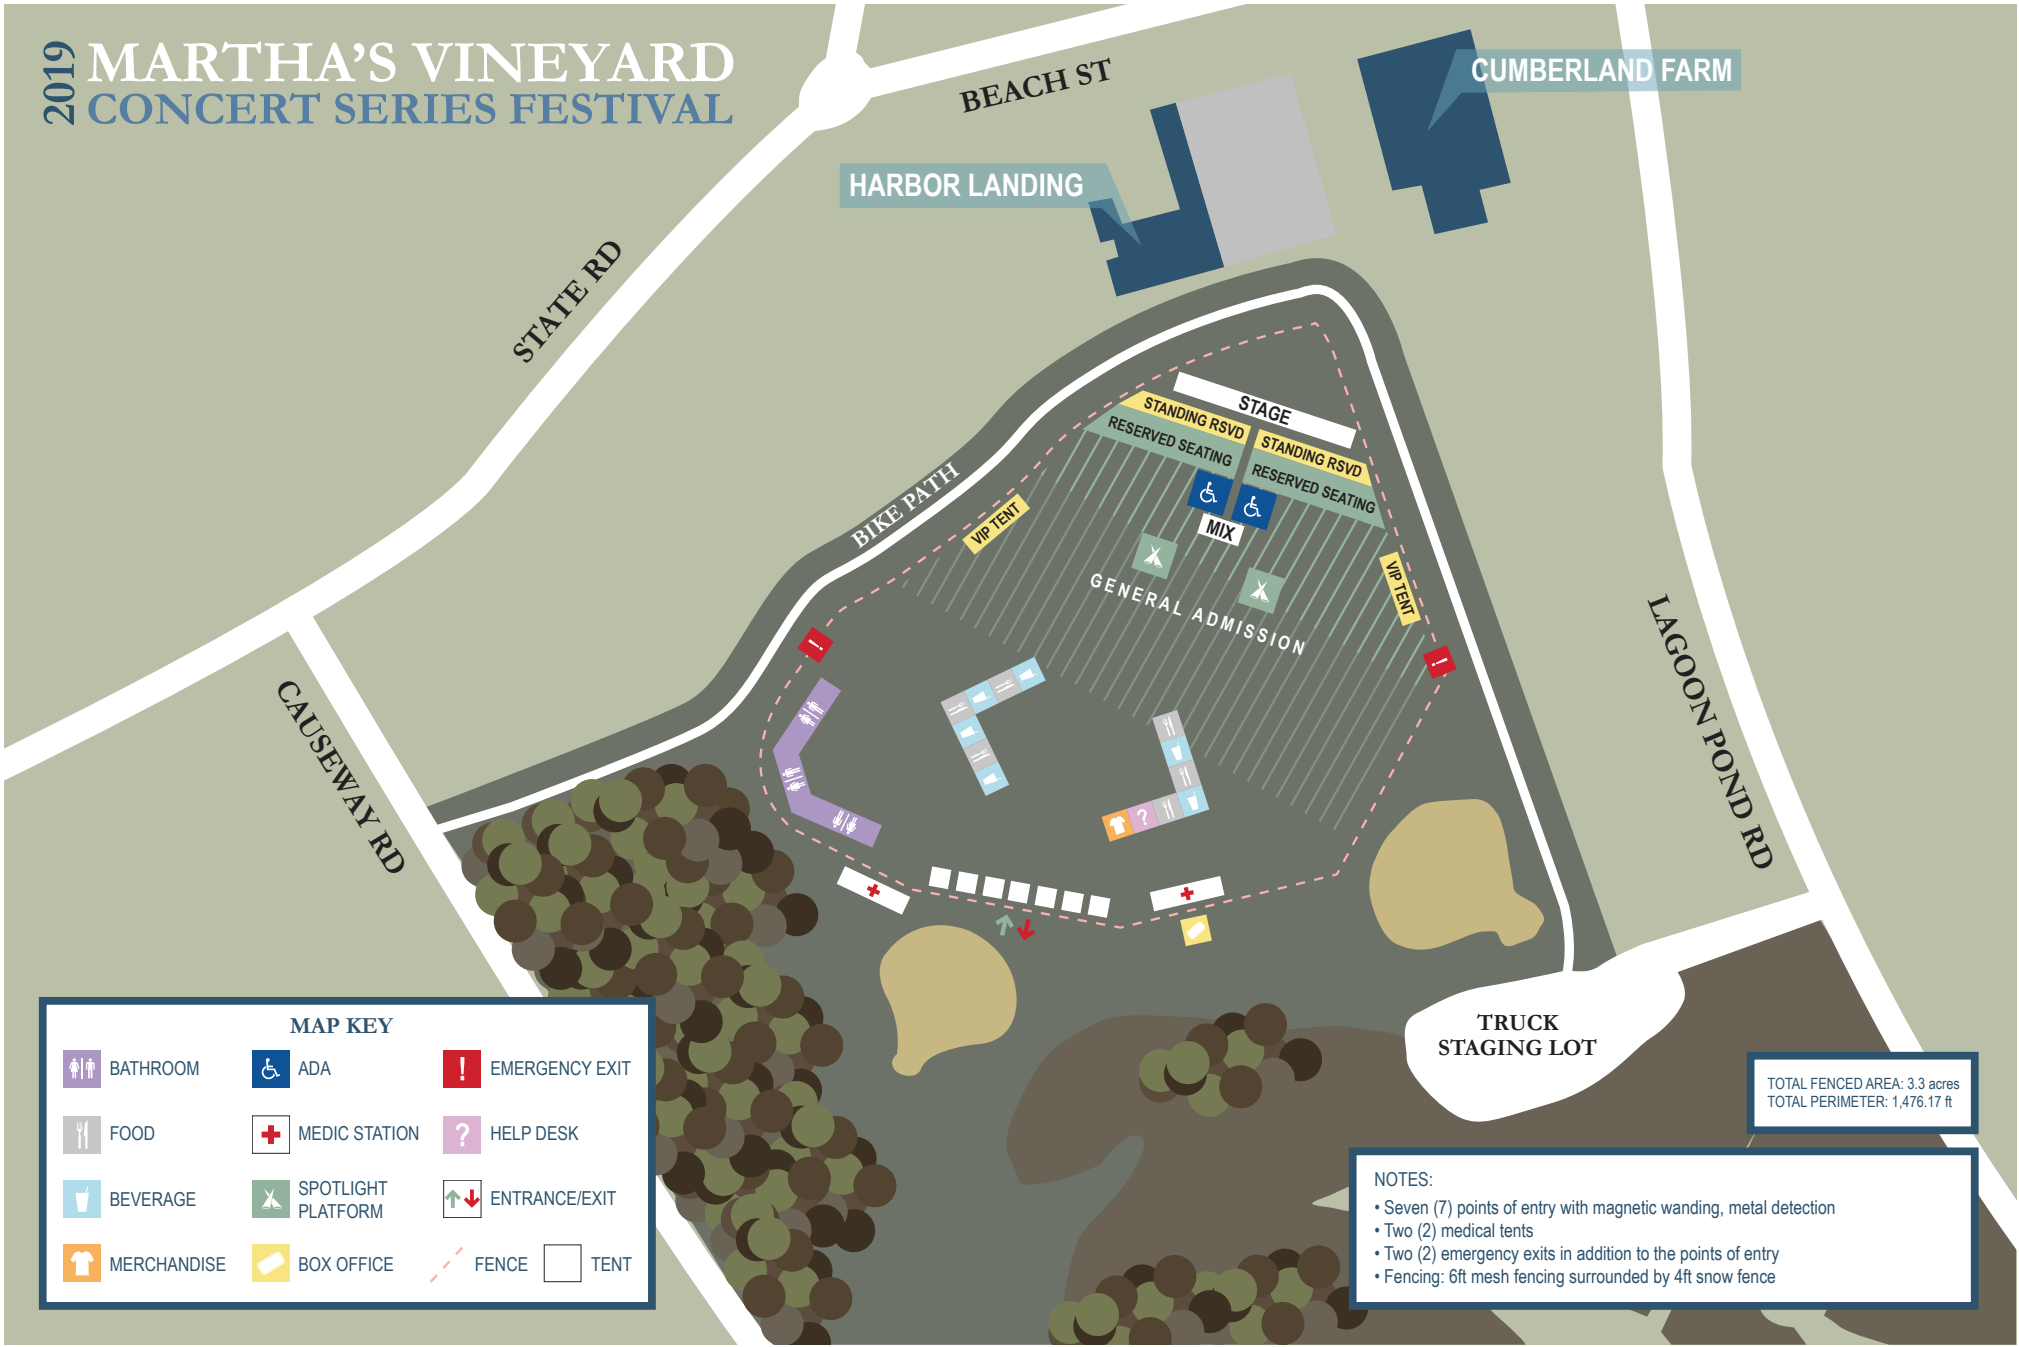 2019
MARTHA'S VINEYARD
CONCERT SERIES FESTIVAL
BEACH ST
CUMBERLAND FARM
HARBOR LANDING
STATE RD
STAGE
STANDING RSVD
STANDING RSVD
RESERVED SEATING
RESERVED SEATING
BIKE PATH
VIP TENT
MIX
VIP TENT
GENERAL ADMISSION
CAUSEWAY RD
LAGOON POND RD
TRUCK
STAGING LOT
MAP KEY
BATHROOM
ADA
! EMERGENCY EXIT
FOOD
MEDIC STATION
? HELP DESK
BEVERAGE
SPOTLIGHT
PLATFORM
ENTRANCE/EXIT
MERCHANDISE
BOX OFFICE
FENCE
TENT
TOTAL FENCED AREA: 3.3 acres
TOTAL PERIMETER: 1,476.17 ft
NOTES:
• Seven (7) points of entry with magnetic wanding, metal detection
• Two (2) medical tents
• Two (2) emergency exits in addition to the points of entry
• Fencing: 6ft mesh fencing surrounded by 4ft snow fence